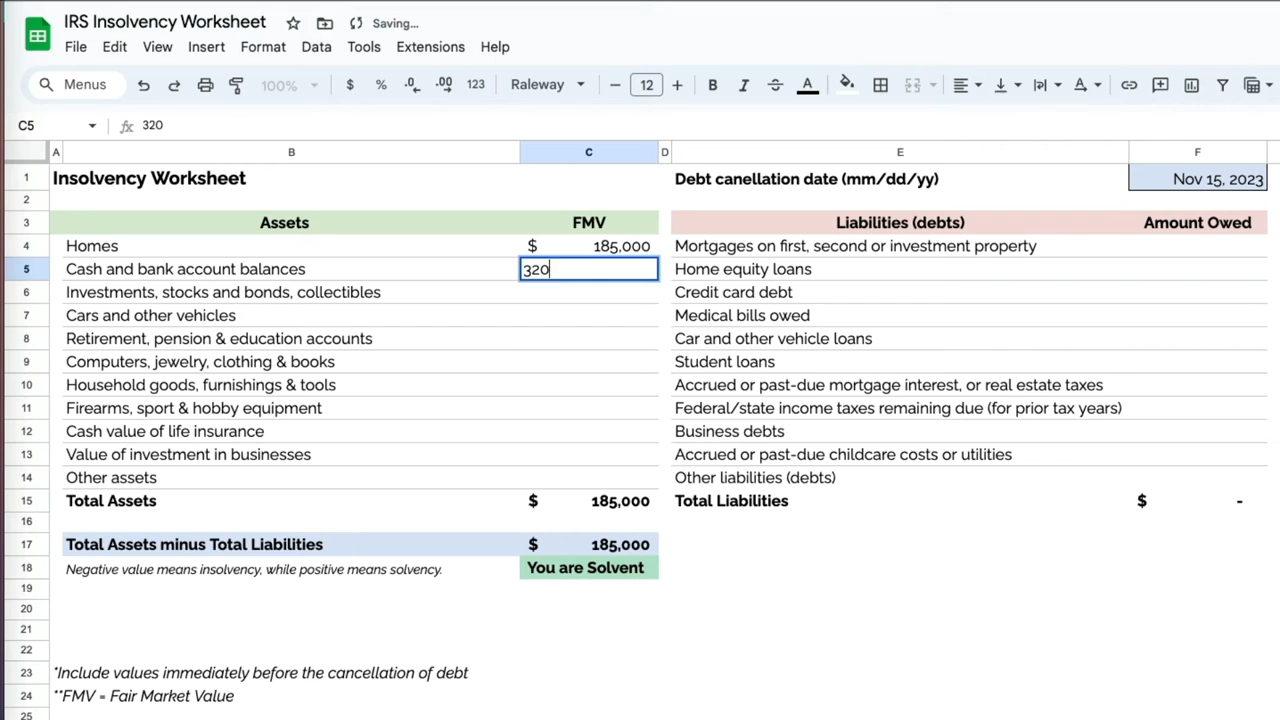 IRS Insolvency Worksheet Saving...
File Edit View Insert Format Data Tools Extensions Help
Menus 100% $ % .0 .00 123 Raleway 12 B I A
C5 fx 320
A B C D E F
1 Insolvency Worksheet Debt canellation date (mm/dd/yy) Nov 15, 2023
2
3 Assets FMV Liabilities (debts) Amount Owed
4 Homes $ 185,000 Mortgages on first, second or investment property
5 Cash and bank account balances 320 Home equity loans
6 Investments, stocks and bonds, collectibles Credit card debt
7 Cars and other vehicles Medical bills owed
8 Retirement, pension & education accounts Car and other vehicle loans
9 Computers, jewelry, clothing & books Student loans
10 Household goods, furnishings & tools Accrued or past-due mortgage interest, or real estate taxes
11 Firearms, sport & hobby equipment Federal/state income taxes remaining due (for prior tax years)
12 Cash value of life insurance Business debts
13 Value of investment in businesses Accrued or past-due childcare costs or utilities
14 Other assets Other liabilities (debts)
15 Total Assets $ 185,000 Total Liabilities $ -
16
17 Total Assets minus Total Liabilities $ 185,000
18 Negative value means insolvency, while positive means solvency. You are Solvent
19
20
21
22
23 *Include values immediately before the cancellation of debt
24 **FMV = Fair Market Value
25